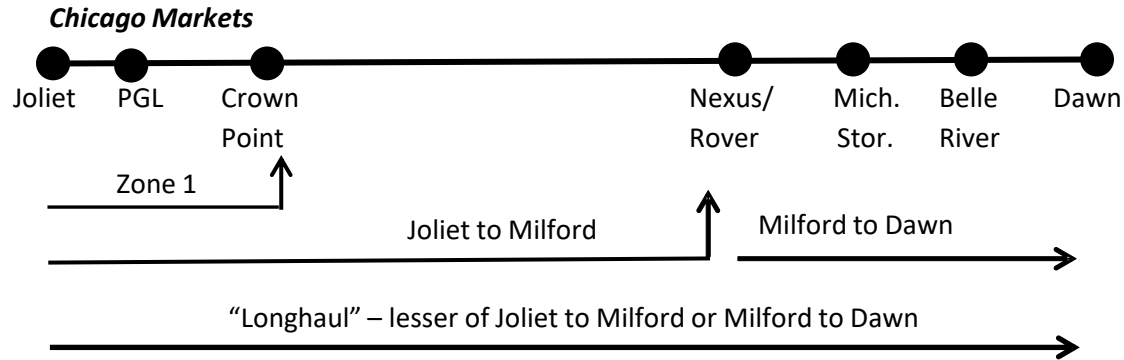 Chicago Markets
Joliet PGL Crown Nexus/ Mich. Belle Dawn
Point Rover Stor. River
Zone 1
Joliet to Milford Milford to Dawn
“Longhaul” – lesser of Joliet to Milford or Milford to Dawn